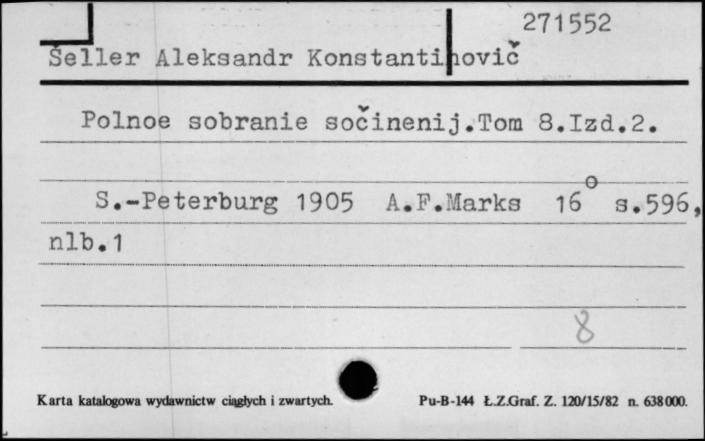 271552
Šeller Aleksandr Konstantinovič
Polnoe sobranie sočinenij.Tom 8.Izd.2.
S.-Peterburg 1905 A.F.Marks 16° s.596,
nlb.1
8
Karta katalogowa wydawnictw ciągłych i zwartych. Pu-B-144 Ł.Z.Graf. Z. 120/15/82 n. 638000.